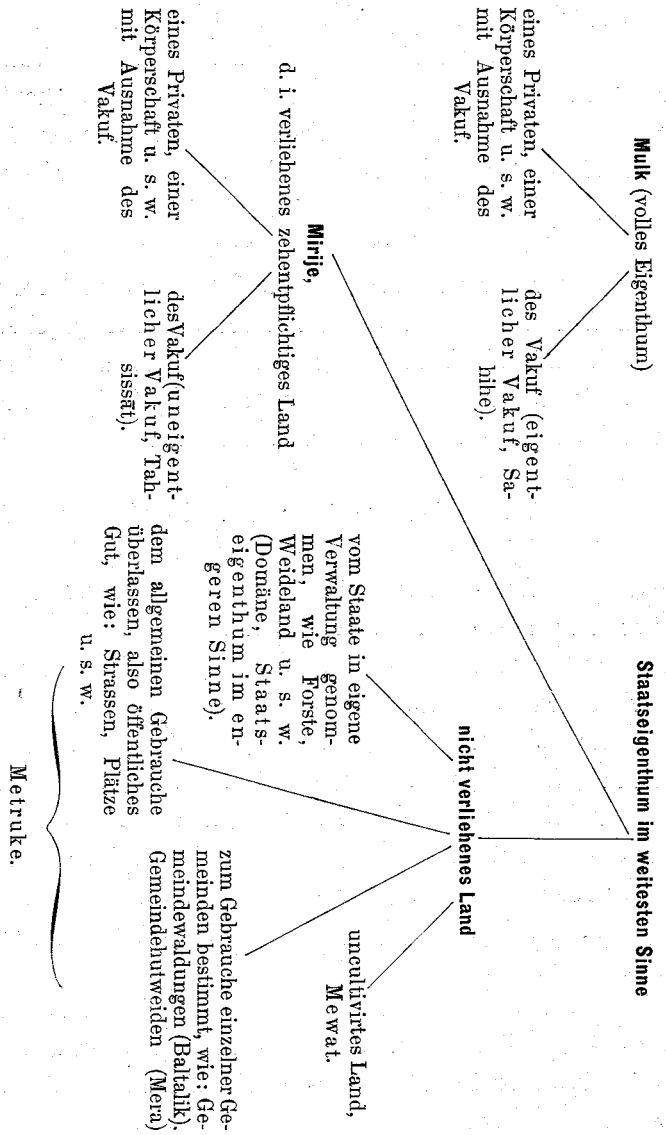 Mulk (volles Eigenthum)
eines Privaten, einer
Körperschaft u. s. w.
mit Ausnahme des
Vakuf.
des Vakuf (eigent-
licher Vakuf, Sa-
hihe).
Staatseigenthum im weitesten Sinne
Mirije,
d. i. verliehenes zehentpflichtiges Land
eines Privaten, einer
Körperschaft u. s. w.
mit Ausnahme des
Vakuf.
des Vakuf (uneigent-
licher Vakuf, Tah-
sissāt).
nicht verliehenes Land
vom Staate in eigene
Verwaltung genom-
men, wie Forste,
Weideland u. s. w.
(Domäne, Staats-
eigenthum im en-
geren Sinne).
uncultivirtes Land,
Mewat.
dem allgemeinen Gebrauche
überlassen, also öffentliches
Gut, wie: Strassen, Plätze
u. s. w.
zum Gebrauche einzelner Ge-
meinden bestimmt, wie: Ge-
meindewaldungen (Baltalik),
Gemeindehutweiden (Mera)
Metruke.